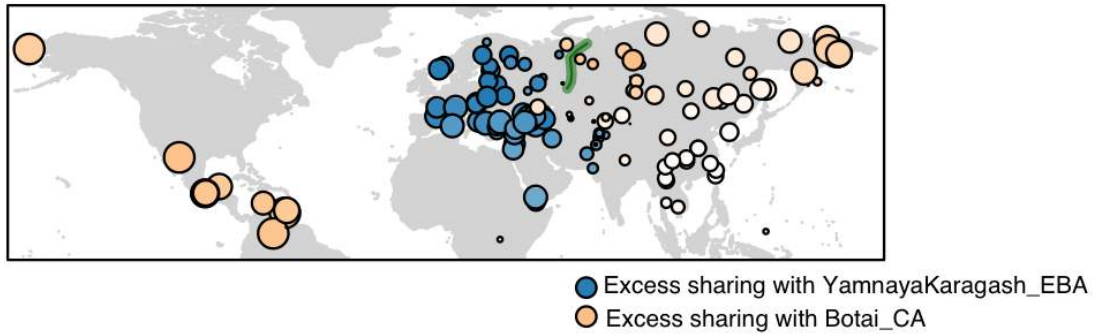 Excess sharing with YamnayaKaragash_EBA
Excess sharing with Botai_CA